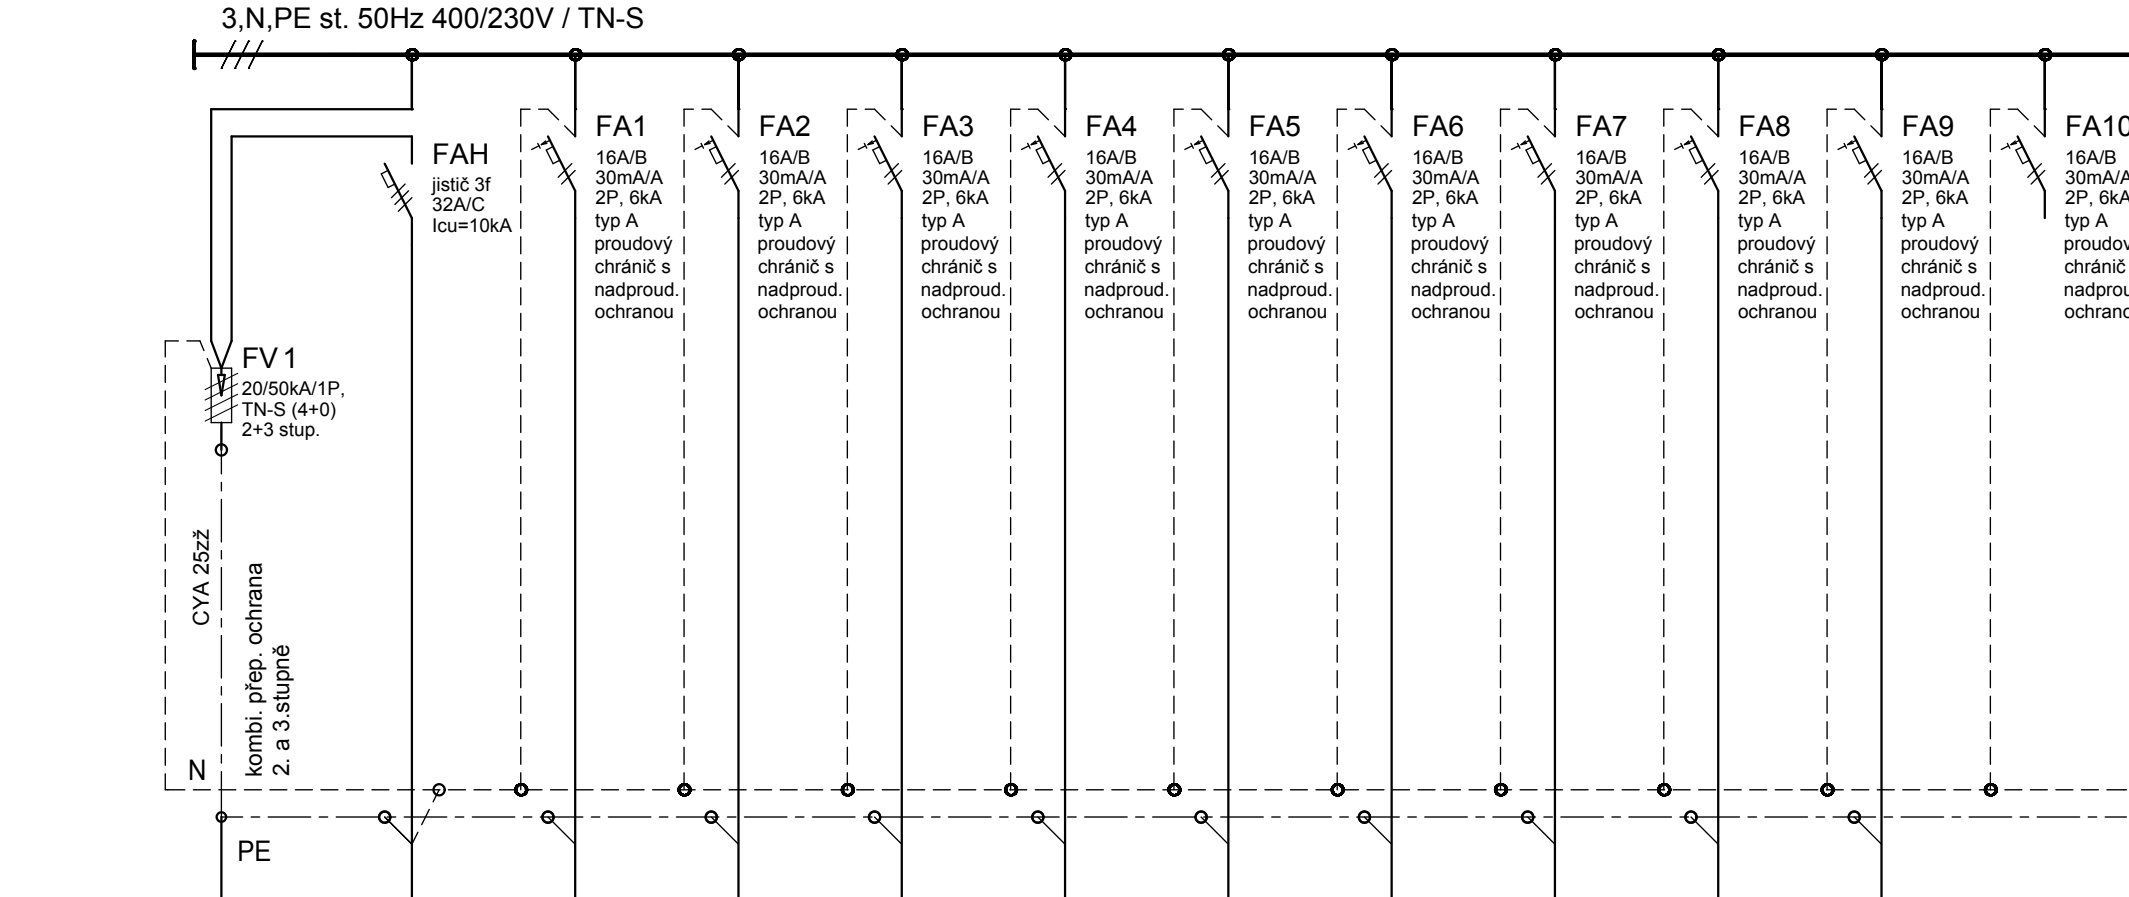 3,N,PE st. 50Hz 400/230V / TN-S
FAH
jistič 3f
32A/C
Icu=10kA
FA1
16A/B
30mA/A
2P, 6kA
typ A
proudový
chránič s
nadproud.
ochranou
FA2
16A/B
30mA/A
2P, 6kA
typ A
proudový
chránič s
nadproud.
ochranou
FA3
16A/B
30mA/A
2P, 6kA
typ A
proudový
chránič s
nadproud.
ochranou
FA4
16A/B
30mA/A
2P, 6kA
typ A
proudový
chránič s
nadproud.
ochranou
FA5
16A/B
30mA/A
2P, 6kA
typ A
proudový
chránič s
nadproud.
ochranou
FA6
16A/B
30mA/A
2P, 6kA
typ A
proudový
chránič s
nadproud.
ochranou
FA7
16A/B
30mA/A
2P, 6kA
typ A
proudový
chránič s
nadproud.
ochranou
FA8
16A/B
30mA/A
2P, 6kA
typ A
proudový
chránič s
nadproud.
ochranou
FA9
16A/B
30mA/A
2P, 6kA
typ A
proudový
chránič s
nadproud.
ochranou
FA10
16A/B
30mA/A
2P, 6kA
typ A
chránič
FV 1
20/50kA/1P,
TN-S (4+0)
2+3 stup.
CYA 25zž
kombi. přep. ochrana
2. a 3.stupně
N
PE